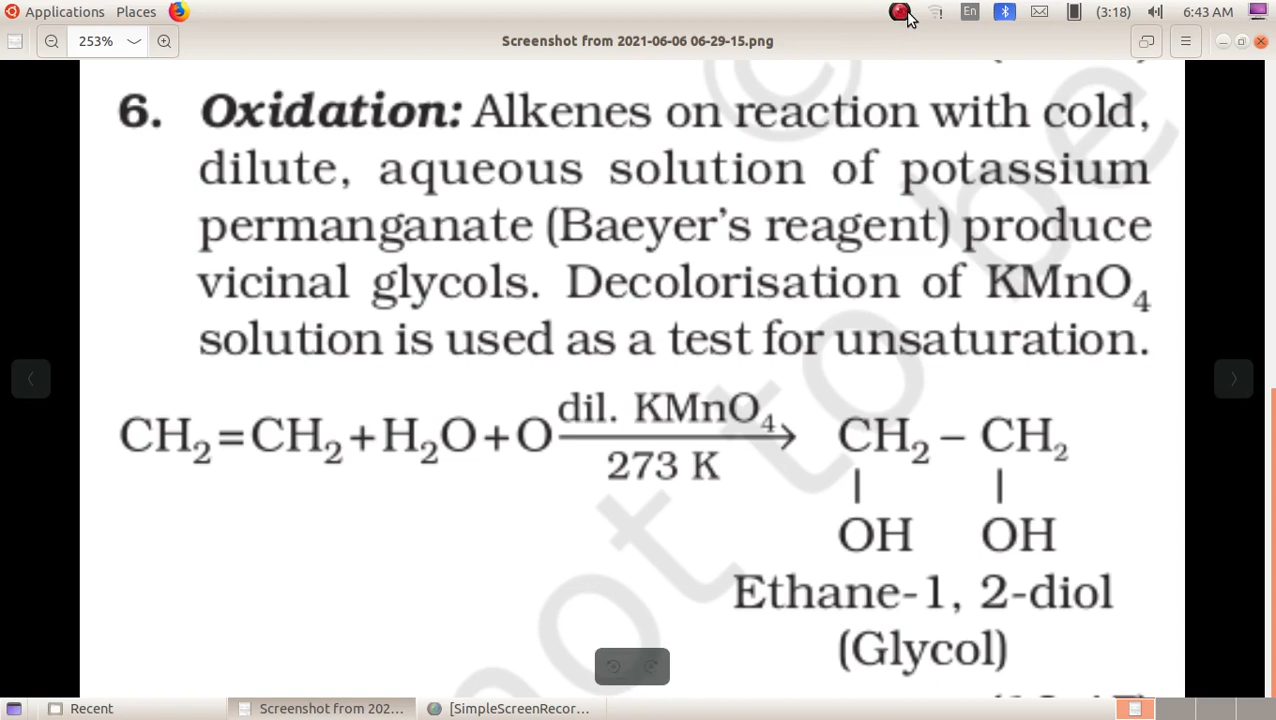 Applications Places En (3:18) 6:43 AM
253% Screenshot from 2021-06-06 06-29-15.png
6. Oxidation: Alkenes on reaction with cold,
dilute, aqueous solution of potassium
permanganate (Baeyer's reagent) produce
vicinal glycols. Decolorisation of KMnO₄
solution is used as a test for unsaturation.
CH₂=CH₂+H₂O+O dil. KMnO₄ 273 K → CH₂ – CH₂
| |
OH OH
Ethane-1, 2-diol
(Glycol)
© not to be
Recent Screenshot from 202... [SimpleScreenRecor...